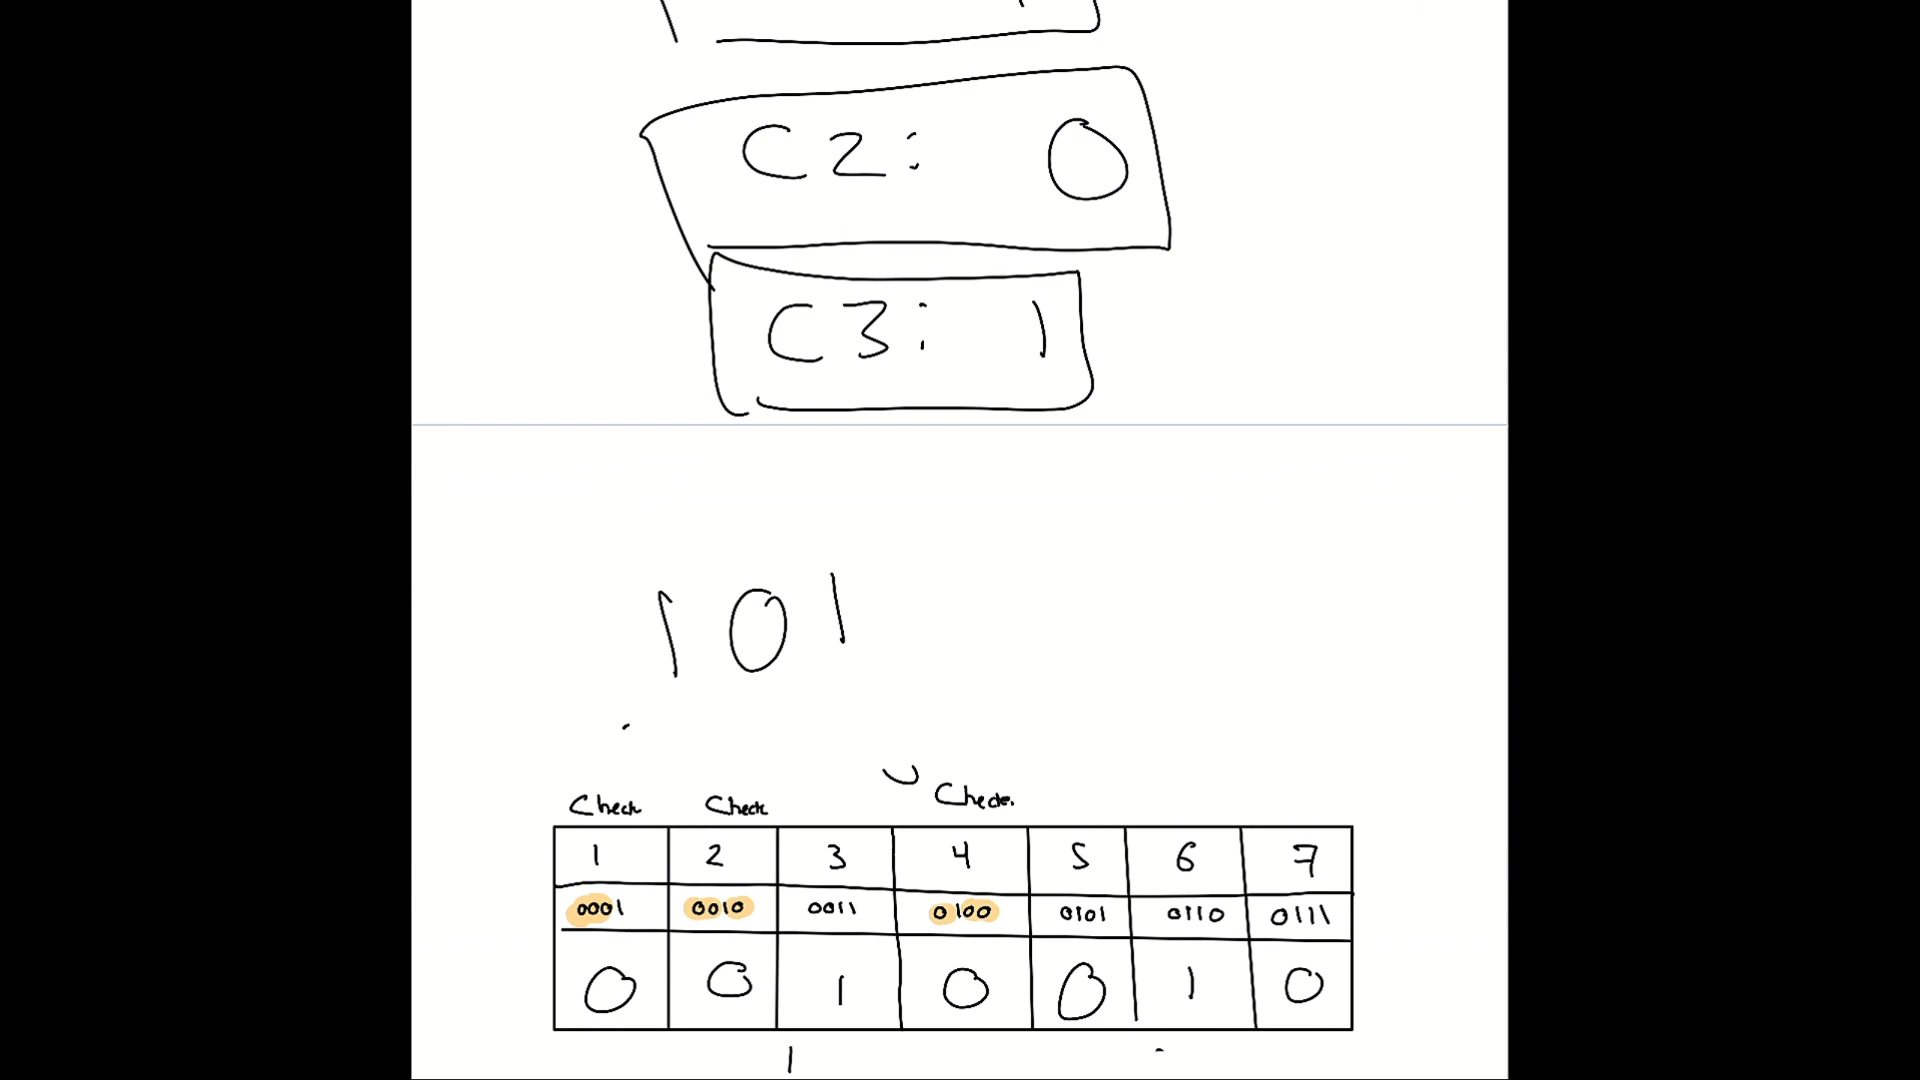 C2: 0
C3: 1
101
Check Check Check
1 2 3 4 5 6 7
0001 0010 0011 0100 0101 0110 0111
0 0 1 0 0 1 0
1